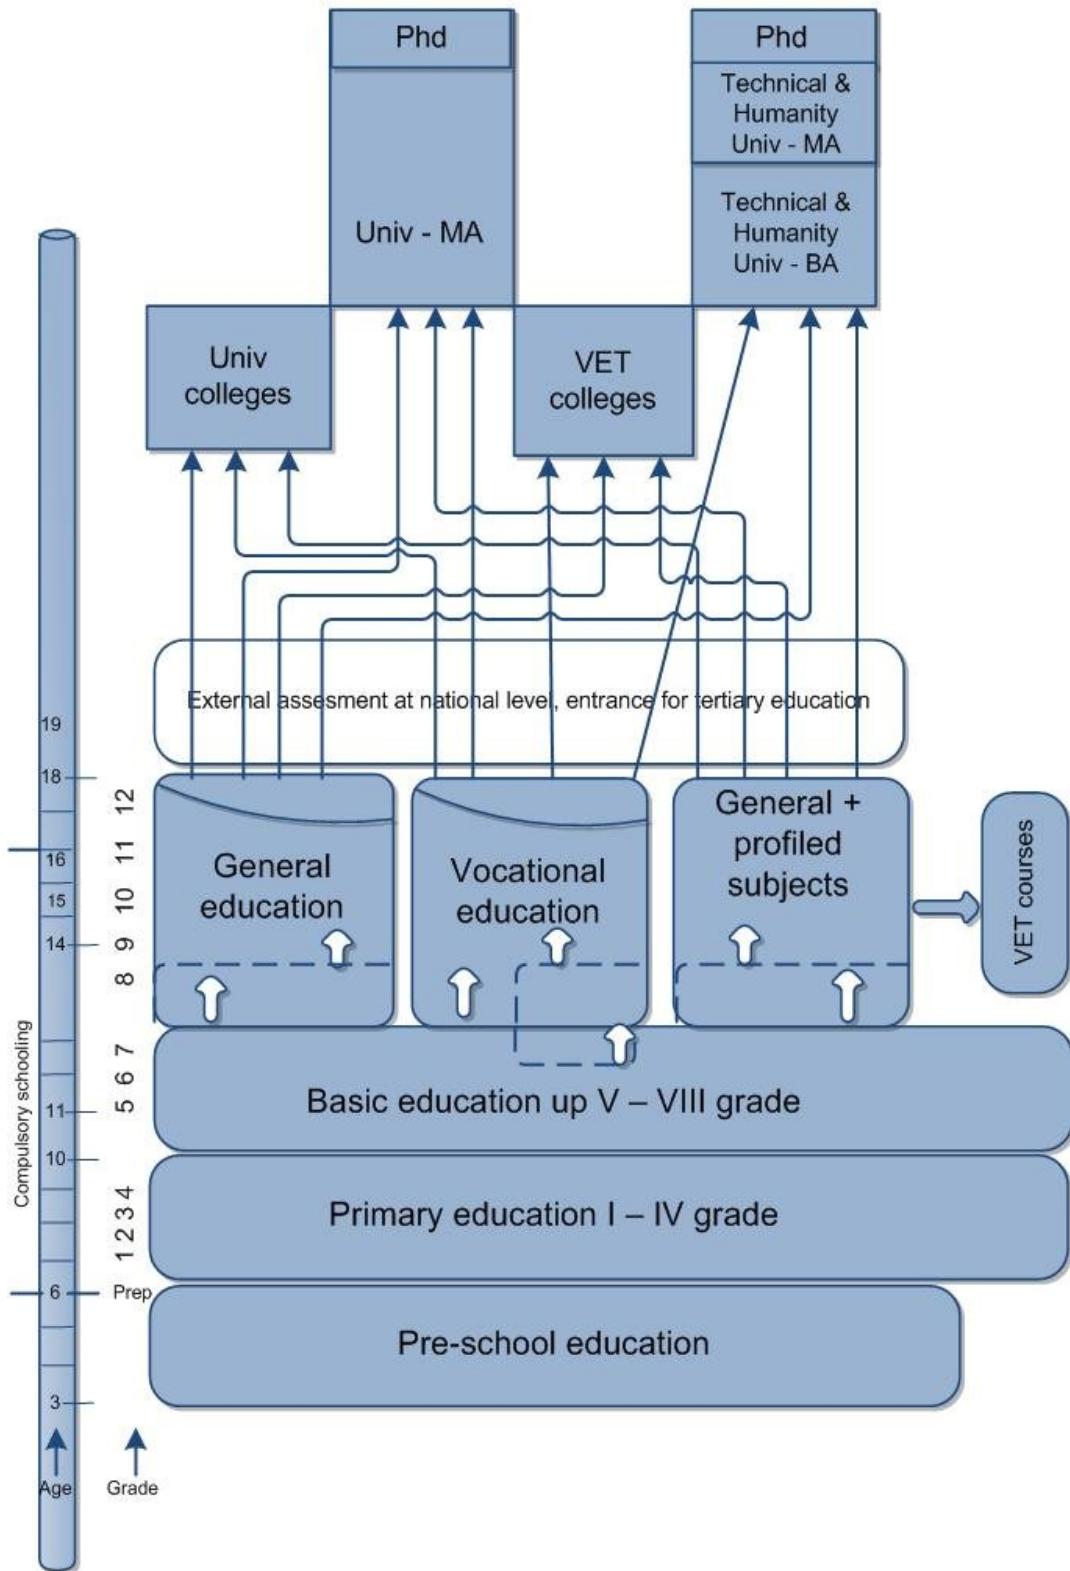 Phd
Phd
Technical &
Humanity
Univ - MA
Univ - MA
Technical &
Humanity
Univ - BA
Univ
colleges
VET
colleges
External assesment at national level, entrance for tertiary education
19
18
16
15
14
11
10
6
3
Age
Compulsory schooling
12
11
10
9
8
7
6
5
4
3
2
1
Prep
Grade
General
education
Vocational
education
General +
profiled
subjects
VET courses
Basic education up V – VIII grade
Primary education I – IV grade
Pre-school education